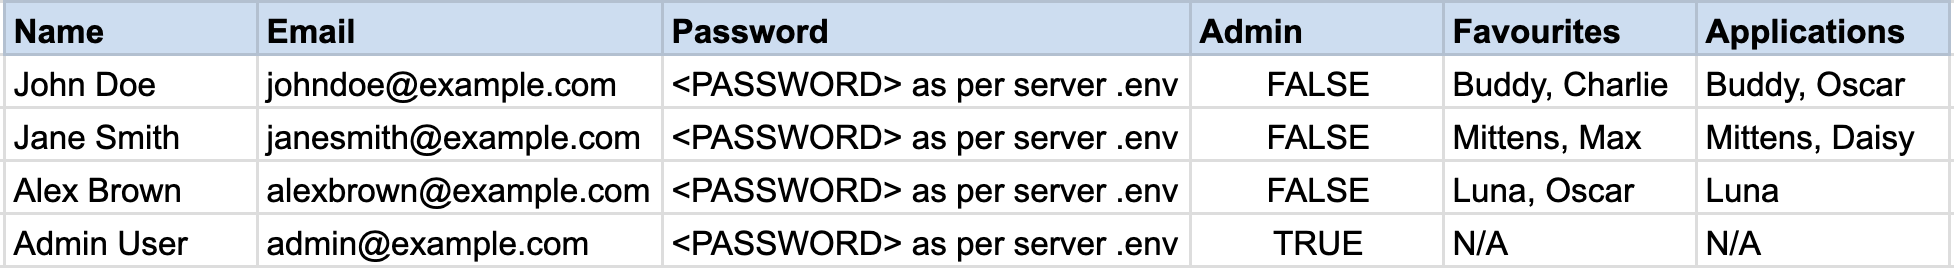 Name Email Password Admin Favourites Applications
John Doe johndoe@example.com <PASSWORD> as per server .env FALSE Buddy, Charlie Buddy, Oscar
Jane Smith janesmith@example.com <PASSWORD> as per server .env FALSE Mittens, Max Mittens, Daisy
Alex Brown alexbrown@example.com <PASSWORD> as per server .env FALSE Luna, Oscar Luna
Admin User admin@example.com <PASSWORD> as per server .env TRUE N/A N/A